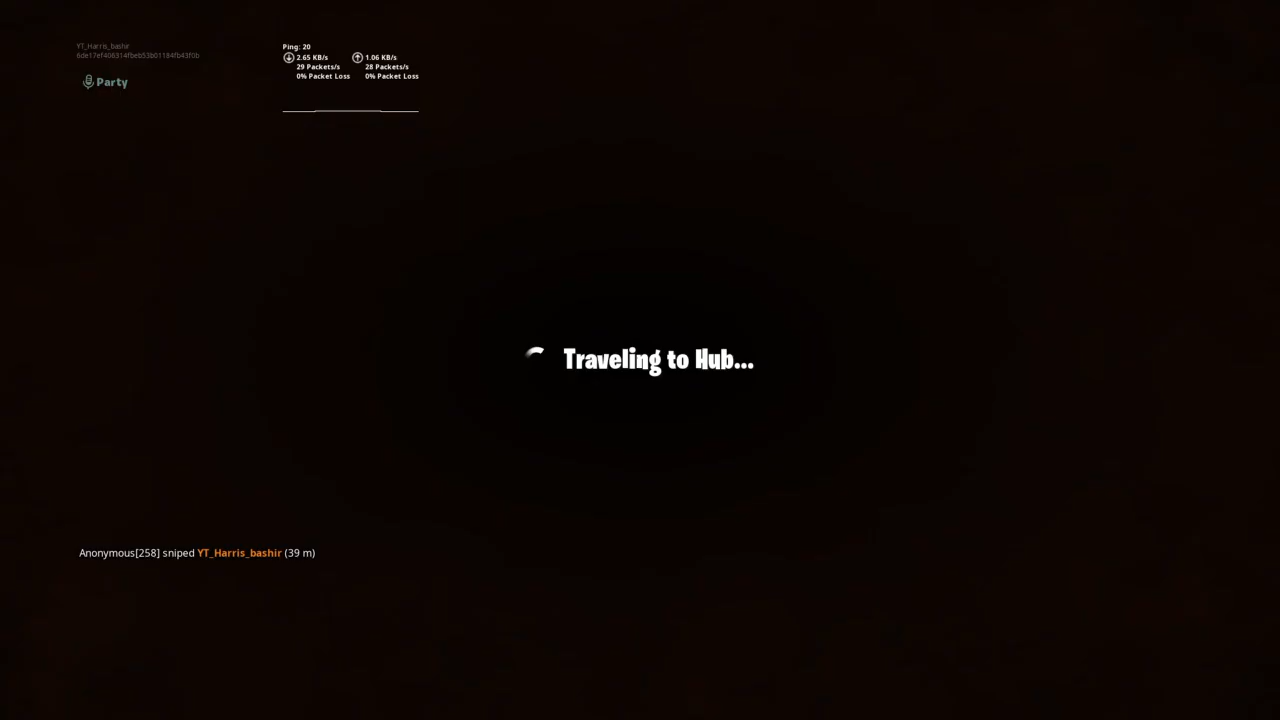 YT_Harris_bashir
Party
Ping: 20
2.65 KB/s 1.06 KB/s
29 Packets/s 28 Packets/s
0% Packet Loss 0% Packet Loss
Traveling to Hub...
Anonymous[258] sniped YT_Harris_bashir (39 m)